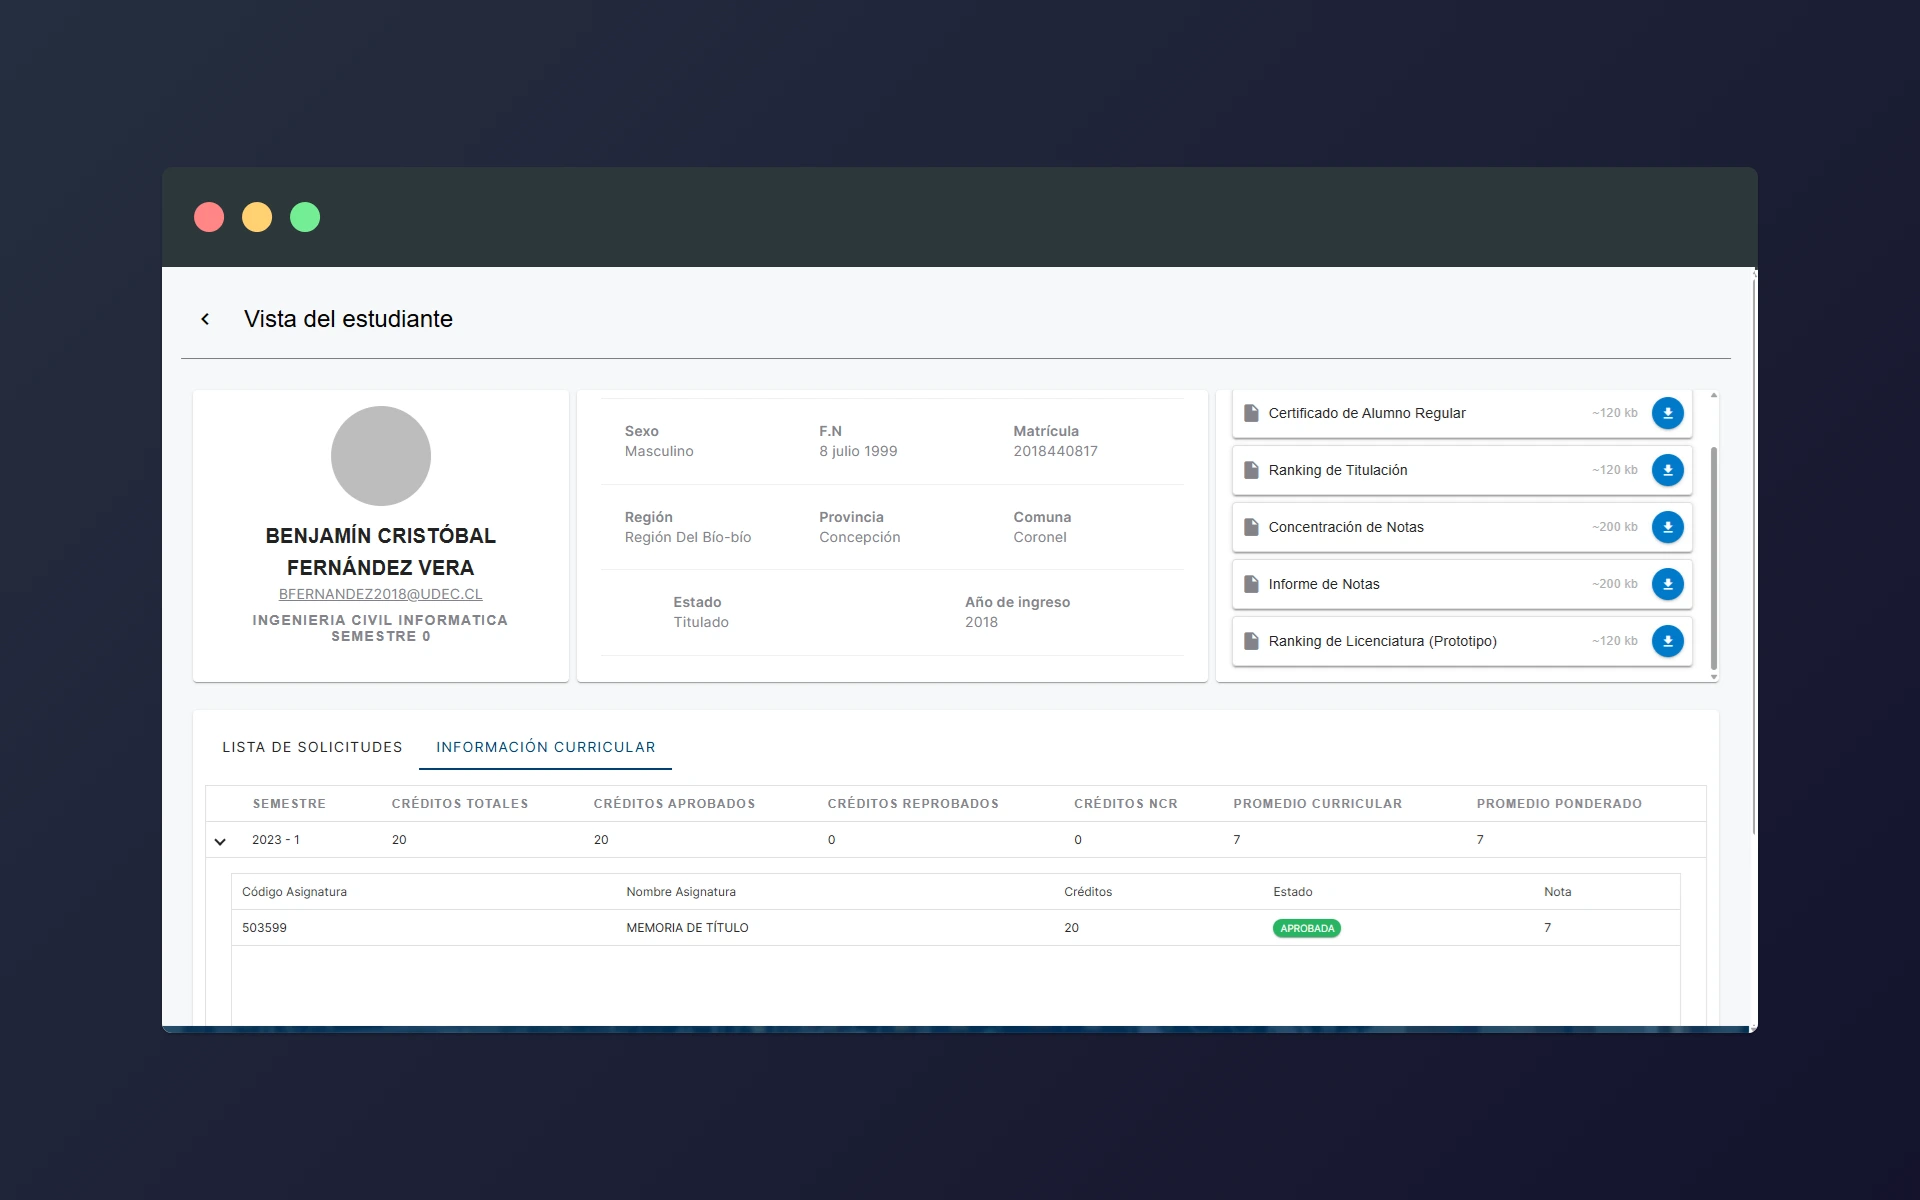 Vista del estudiante
BENJAMÍN CRISTÓBAL
FERNÁNDEZ VERA
BFERNANDEZ2018@UDEC.CL
INGENIERIA CIVIL INFORMATICA
SEMESTRE 0
Sexo F.N Matrícula
Masculino 8 julio 1999 2018440817
Región Provincia Comuna
Región Del Bío-bío Concepción Coronel
Estado Año de ingreso
Titulado 2018
Certificado de Alumno Regular ~120 kb
Ranking de Titulación ~120 kb
Concentración de Notas ~200 kb
Informe de Notas ~200 kb
Ranking de Licenciatura (Prototipo) ~120 kb
LISTA DE SOLICITUDES INFORMACIÓN CURRICULAR
SEMESTRE CRÉDITOS TOTALES CRÉDITOS APROBADOS CRÉDITOS REPROBADOS CRÉDITOS NCR PROMEDIO CURRICULAR PROMEDIO PONDERADO
2023 - 1 20 20 0 0 7 7
Código Asignatura Nombre Asignatura Créditos Estado Nota
503599 MEMORIA DE TÍTULO 20 APROBADA 7